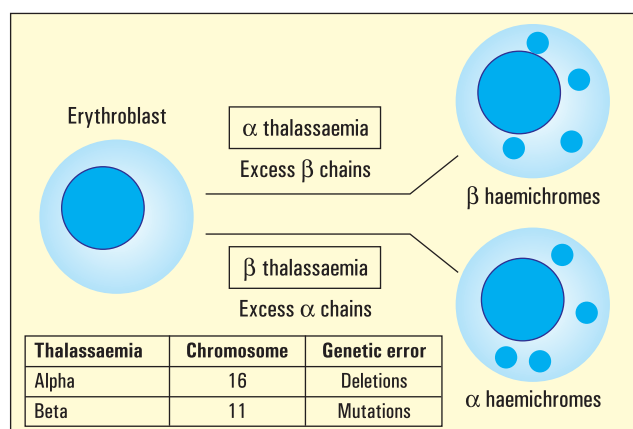 Erythroblast
α thalassaemia
Excess β chains
β haemichromes
β thalassaemia
Excess α chains
α haemichromes
Thalassaemia Chromosome Genetic error
Alpha 16 Deletions
Beta 11 Mutations